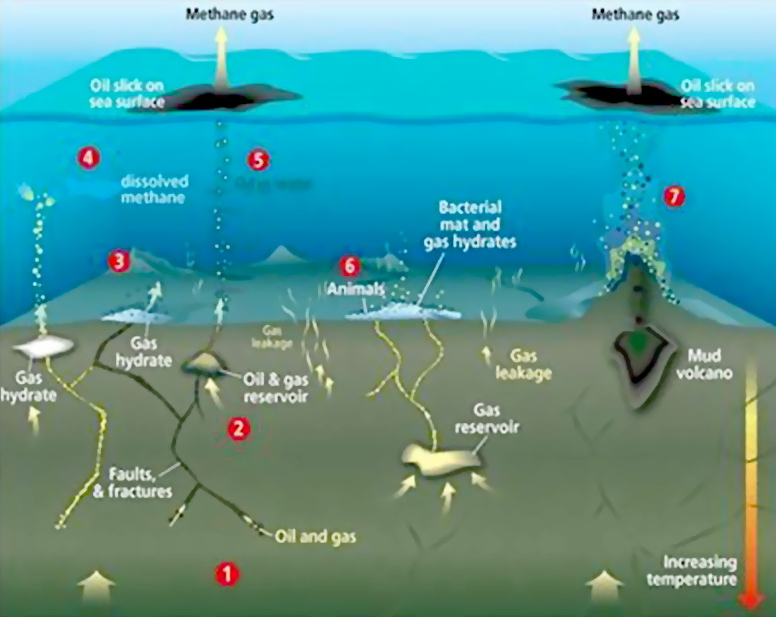 Methane gas
Methane gas
Oil slick on
sea surface
Oil slick on
sea surface
4
5
dissolved
methane
7
Bacterial
mat and
gas hydrates
3
6
Animals
Gas
hydrate
Gas
leakage
Gas
hydrate
Oil & gas
reservoir
Gas
leakage
Mud
volcano
2
Gas
reservoir
Faults,
& fractures
Oil and gas
1
Increasing
temperature